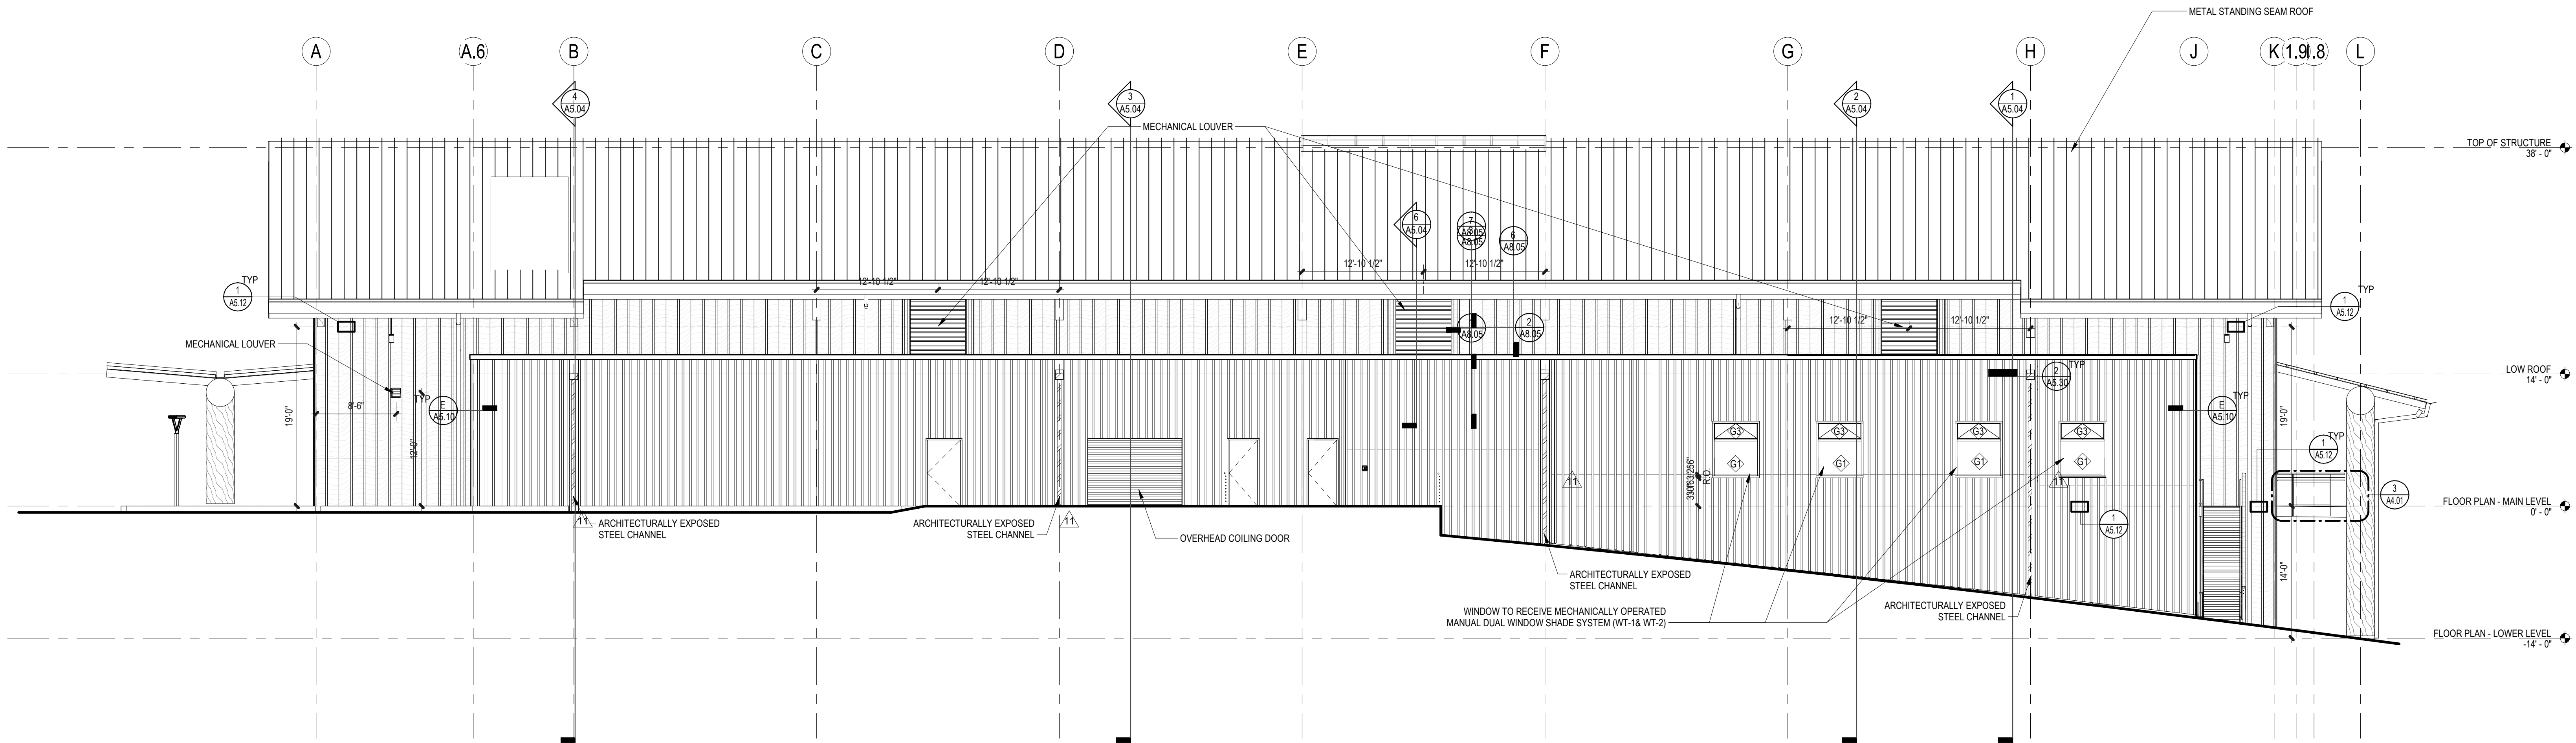 METAL STANDING SEAM ROOF
A
(A.6)
B
C
D
E
F
G
H
J
K
(1.9)
L
4
A5.04
3
A5.04
2
A5.04
1
A5.04
MECHANICAL LOUVER
TOP OF STRUCTURE
38' - 0"
6
A5.04
7
A8.05
A8.05
6
A8.05
12'-10 1/2"
12'-10 1/2"
12'-10 1/2"
12'-10 1/2"
12'-10 1/2"
12'-10 1/2"
TYP
1
A5.12
TYP
1
A5.12
A8.05
2
A8.05
MECHANICAL LOUVER
LOW ROOF
14' - 0"
2
A5.30
TYP
8'-6"
TYP
E
A5.10
E
A5.10
TYP
19'-0"
12'-0"
19'-0"
G3
G3
G3
G3
G1
G1
G1
G1
TYP
1
A5.12
R.O.
11
11
3
A4.01
FLOOR PLAN - MAIN LEVEL
0' - 0"
1
A5.12
11
ARCHITECTURALLY EXPOSED
STEEL CHANNEL
ARCHITECTURALLY EXPOSED
STEEL CHANNEL
11
OVERHEAD COILING DOOR
ARCHITECTURALLY EXPOSED
STEEL CHANNEL
14'-0"
WINDOW TO RECEIVE MECHANICALLY OPERATED
MANUAL DUAL WINDOW SHADE SYSTEM (WT-1& WT-2)
ARCHITECTURALLY EXPOSED
STEEL CHANNEL
FLOOR PLAN - LOWER LEVEL
-14' - 0"